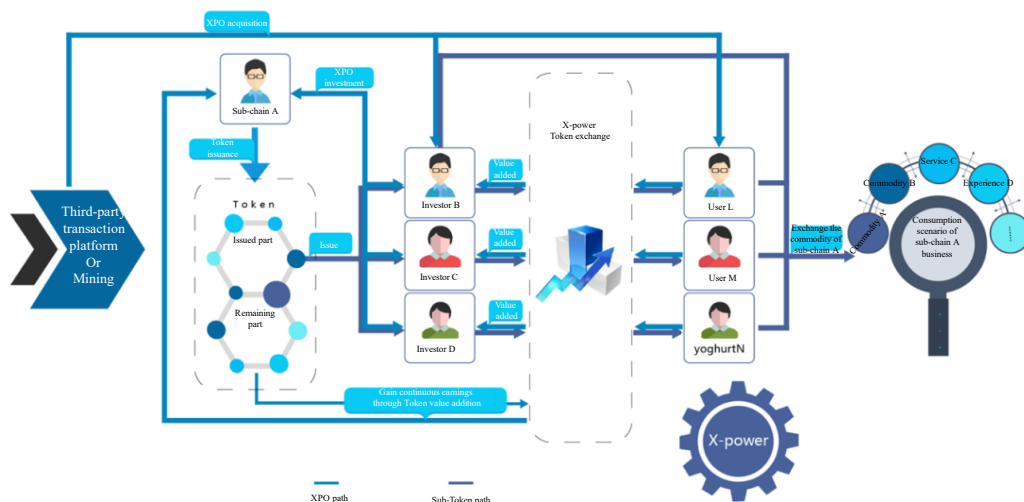 XPO acquisition
Sub-chain A
XPO
investment
Token
issuance
Third-party
transaction
platform
Or
Mining
Token
Issued part
Remaining
part
Issue
Investor B
Investor C
Investor D
Value
added
Value
added
Value
added
X-power
Token exchange
User L
User M
yoghurtN
Exchange the
commodity of
sub-chain A
Commodity A
Commodity B
Service C
Experience D
......
Consumption
scenario of
sub-chain A
business
Gain continuous earnings
through Token value addition
X-power
XPO path
Sub-Token path